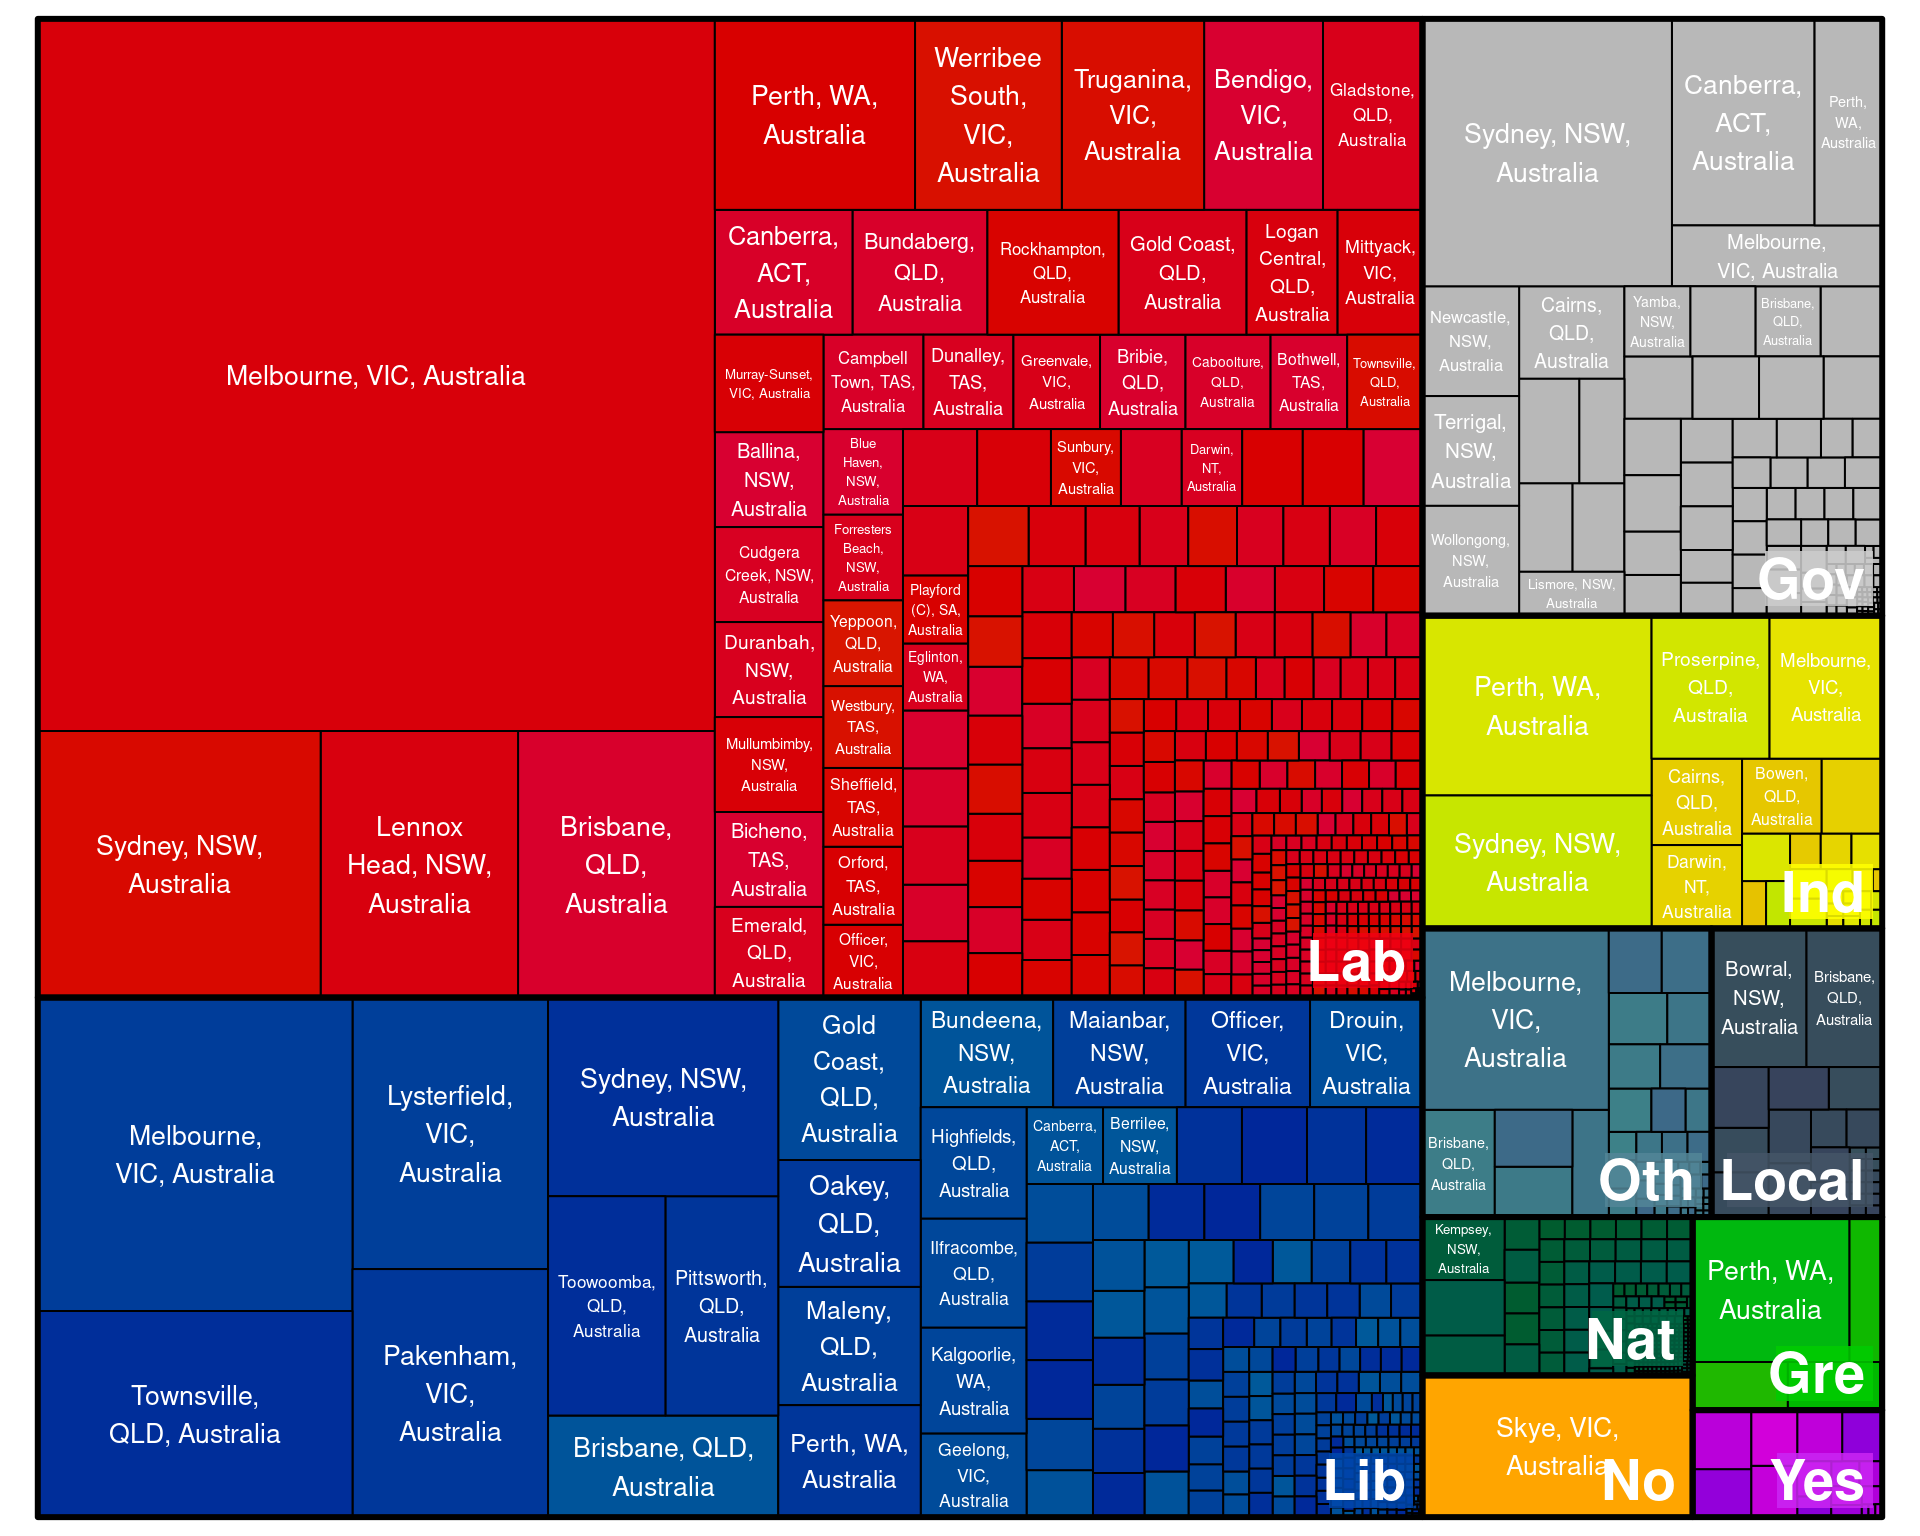 Melbourne, VIC, Australia
Sydney, NSW,
Australia
Lennox
Head, NSW,
Australia
Brisbane,
QLD,
Australia
Perth, WA,
Australia
Werribee
South,
VIC,
Australia
Truganina,
VIC,
Australia
Bendigo,
VIC,
Australia
Gladstone,
QLD,
Australia
Canberra,
ACT,
Australia
Bundaberg,
QLD,
Australia
Rockhampton,
QLD,
Australia
Gold Coast,
QLD,
Australia
Logan
Central,
QLD,
Australia
Mittyack,
VIC,
Australia
Murray-Sunset,
VIC, Australia
Campbell
Town, TAS,
Australia
Dunalley,
TAS,
Australia
Greenvale,
VIC,
Australia
Bribie,
QLD,
Australia
Caboolture,
QLD,
Australia
Bothwell,
TAS,
Australia
Townsville,
QLD,
Australia
Ballina,
NSW,
Australia
Cudgera
Creek, NSW,
Australia
Duranbah,
NSW,
Australia
Mullumbimby,
NSW,
Australia
Bicheno,
TAS,
Australia
Emerald,
QLD,
Australia
Blue
Haven,
NSW,
Australia
Forresters
Beach,
NSW,
Australia
Yeppoon,
QLD,
Australia
Westbury,
TAS,
Australia
Sheffield,
TAS,
Australia
Orford,
TAS,
Australia
Officer,
VIC,
Australia
Sunbury,
VIC,
Australia
Darwin,
NT,
Australia
Playford
(C), SA,
Australia
Eglinton,
WA,
Australia
Lab
Melbourne,
VIC, Australia
Townsville,
QLD, Australia
Lysterfield,
VIC,
Australia
Pakenham,
VIC,
Australia
Sydney, NSW,
Australia
Toowoomba,
QLD,
Australia
Pittsworth,
QLD,
Australia
Brisbane, QLD,
Australia
Gold
Coast,
QLD,
Australia
Oakey,
QLD,
Australia
Maleny,
QLD,
Australia
Perth, WA,
Australia
Bundeena,
NSW,
Australia
Maianbar,
NSW,
Australia
Officer,
VIC,
Australia
Drouin,
VIC,
Australia
Highfields,
QLD,
Australia
Ilfracombe,
QLD,
Australia
Kalgoorlie,
WA,
Australia
Geelong,
VIC,
Australia
Canberra,
ACT,
Australia
Berrilee,
NSW,
Australia
Lib
Sydney, NSW,
Australia
Canberra,
ACT,
Australia
Perth,
WA,
Australia
Melbourne,
VIC, Australia
Newcastle,
NSW,
Australia
Terrigal,
NSW,
Australia
Wollongong,
NSW,
Australia
Cairns,
QLD,
Australia
Lismore, NSW,
Australia
Yamba,
NSW,
Australia
Brisbane,
QLD,
Australia
Gov
Perth, WA,
Australia
Sydney, NSW,
Australia
Proserpine,
QLD,
Australia
Melbourne,
VIC,
Australia
Cairns,
QLD,
Australia
Darwin,
NT,
Australia
Bowen,
QLD,
Australia
Ind
Melbourne,
VIC,
Australia
Brisbane,
QLD,
Australia
Oth
Bowral,
NSW,
Australia
Brisbane,
QLD,
Australia
Local
Kempsey,
NSW,
Australia
Nat
Perth, WA,
Australia
Gre
Skye, VIC,
Australia
No
Yes